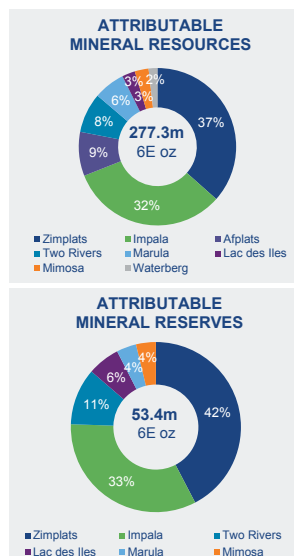 ATTRIBUTABLE
MINERAL RESOURCES
2%
3%
3%
6%
37%
8%
277.3m
9%
6E oz
32%
Zimplats Impala Afplats
Two Rivers Marula Lac des Iles
Mimosa Waterberg
ATTRIBUTABLE
MINERAL RESERVES
4%
4%
6%
11%
53.4m
42%
6E oz
33%
Zimplats Impala Two Rivers
Lac des Iles Marula Mimosa